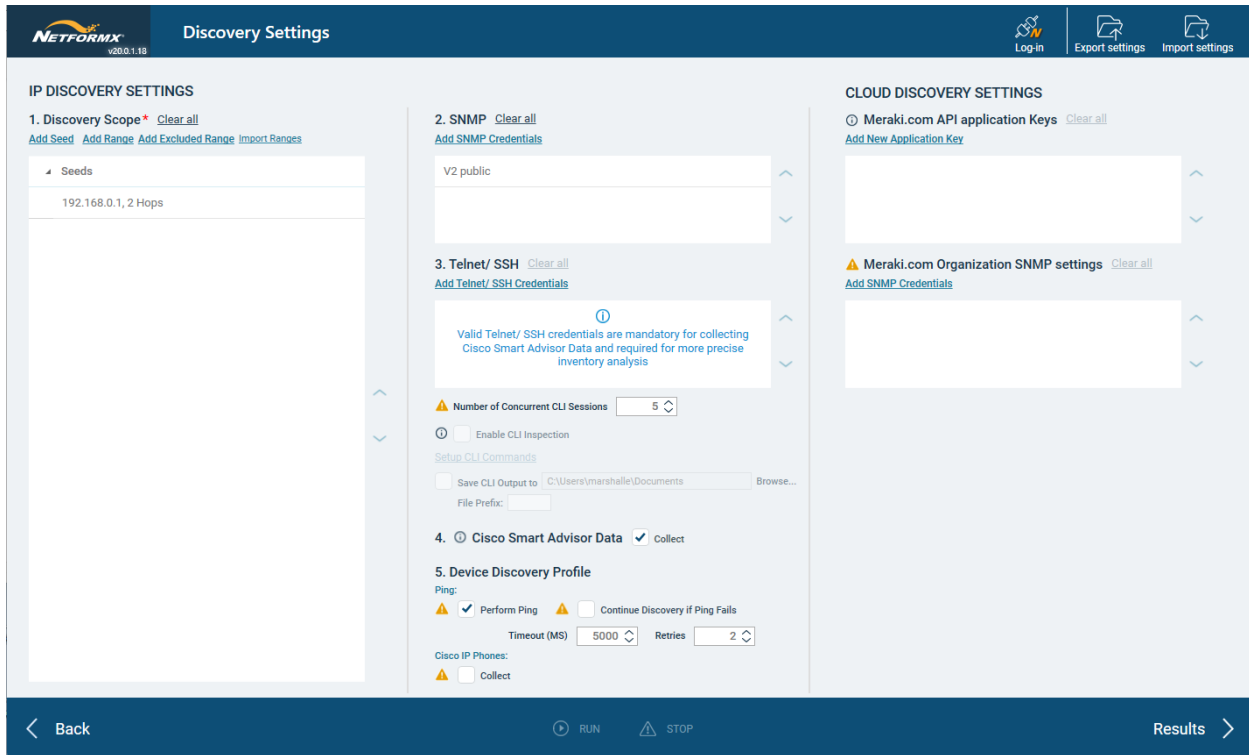 NETFORMX
v20.0.1.18
Discovery Settings
Log-in
Export settings
Import settings
IP DISCOVERY SETTINGS
1. Discovery Scope* Clear all
Add Seed Add Range Add Excluded Range Import Ranges
Seeds
192.168.0.1, 2 Hops
2. SNMP Clear all
Add SNMP Credentials
V2 public
3. Telnet/ SSH Clear all
Add Telnet/ SSH Credentials
Valid Telnet/ SSH credentials are mandatory for collecting
Cisco Smart Advisor Data and required for more precise
inventory analysis
Number of Concurrent CLI Sessions 5
Enable CLI Inspection
Setup CLI Commands
Save CLI Output to C:\Users\marshalle\Documents Browse...
File Prefix:
4. Cisco Smart Advisor Data Collect
5. Device Discovery Profile
Ping:
Perform Ping Continue Discovery if Ping Fails
Timeout (MS) 5000 Retries 2
Cisco IP Phones:
Collect
CLOUD DISCOVERY SETTINGS
Meraki.com API application Keys Clear all
Add New Application Key
Meraki.com Organization SNMP settings Clear all
Add SNMP Credentials
Back
RUN
STOP
Results